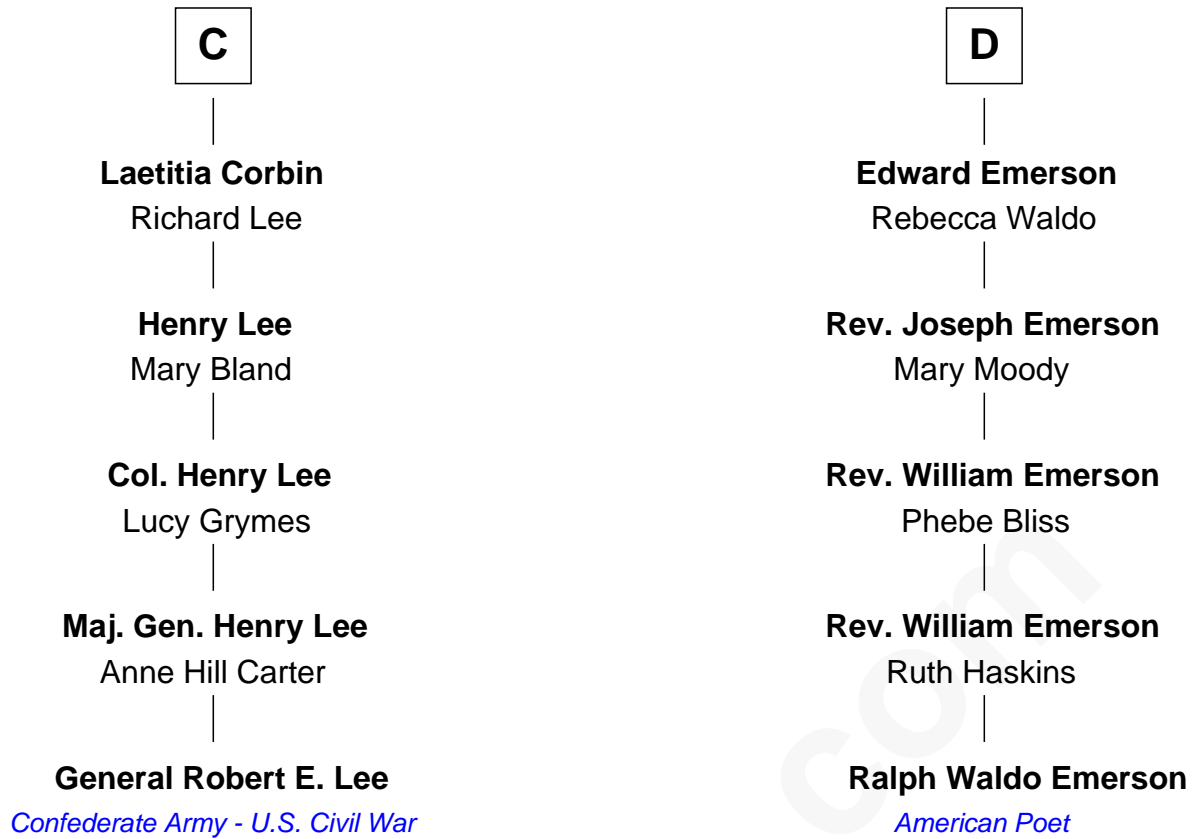 C
Laetitia Corbin
Richard Lee
Henry Lee
Mary Bland
Col. Henry Lee
Lucy Grymes
Maj. Gen. Henry Lee
Anne Hill Carter
General Robert E. Lee
Confederate Army - U.S. Civil War
D
Edward Emerson
Rebecca Waldo
Rev. Joseph Emerson
Mary Moody
Rev. William Emerson
Phebe Bliss
Rev. William Emerson
Ruth Haskins
Ralph Waldo Emerson
American Poet
com